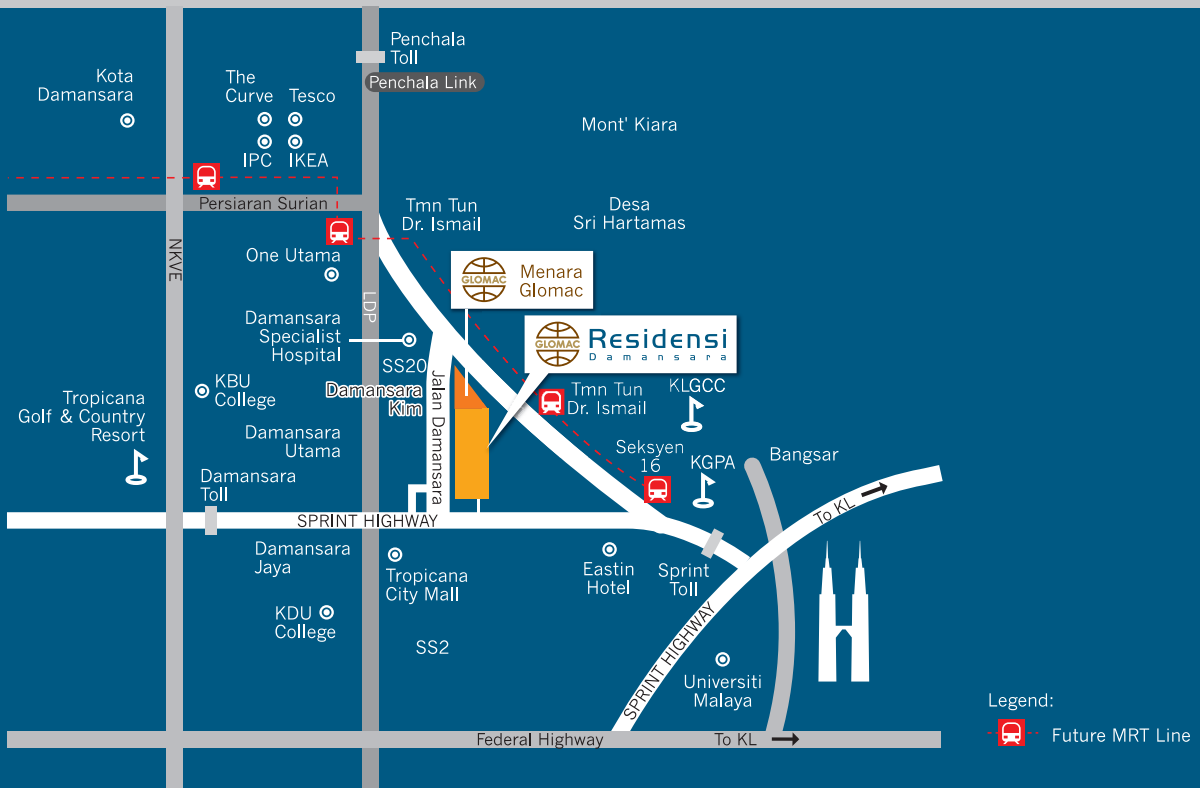 Penchala
Toll
Penchala Link
Kota
Damansara
The
Curve
Tesco
IPC
IKEA
Mont' Kiara
Persiaran Surian
Tmn Tun
Dr. Ismail
Desa
Sri Hartamas
NKVE
One Utama
LDP
GLOMAC
Menara
Glomac
GLOMAC
Residensi
Damansara
Damansara
Specialist
Hospital
SS20
Damansara
Kim
Jalan Damansara
KBU
College
Tropicana
Golf & Country
Resort
Damansara
Utama
Tmn Tun
Dr. Ismail
KLGCC
Seksyen
16
KGPA
Bangsar
Damansara
Toll
SPRINT HIGHWAY
To KL
Damansara
Jaya
Tropicana
City Mall
Eastin
Hotel
Sprint
Toll
KDU
College
SS2
SPRINT HIGHWAY
Universiti
Malaya
Federal Highway
To KL
Legend:
Future MRT Line